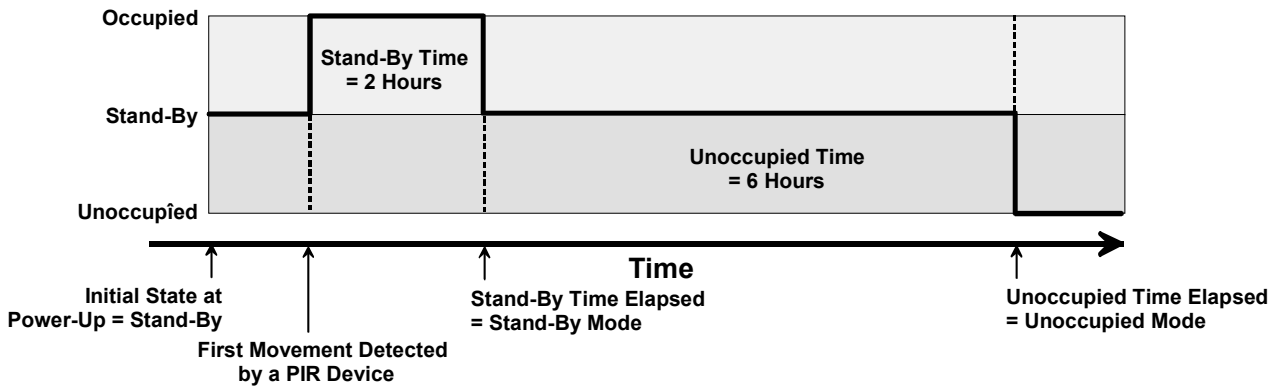 Occupied
Stand-By Time
= 2 Hours
Stand-By
Unoccupied Time
= 6 Hours
Unoccupîed
Time
Initial State at
Power-Up = Stand-By
First Movement Detected
by a PIR Device
Stand-By Time Elapsed
= Stand-By Mode
Unoccupied Time Elapsed
= Unoccupied Mode